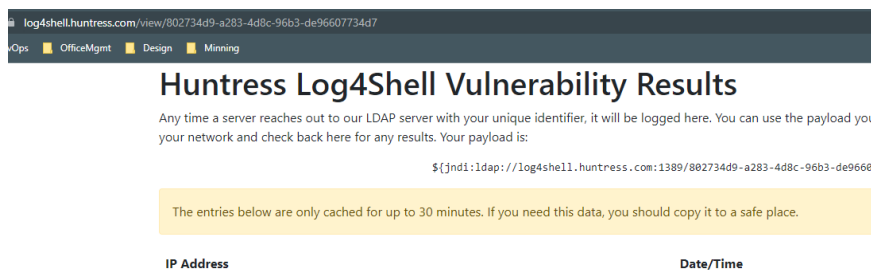 log4shell.huntress.com/view/802734d9-a283-4d8c-96b3-de96607734d7
OfficeMgmt Design Minning
Huntress Log4Shell Vulnerability Results
Any time a server reaches out to our LDAP server with your unique identifier, it will be logged here. You can use the payload
your network and check back here for any results. Your payload is:
${jndi:ldap://log4shell.huntress.com:1389/802734d9-a283-4d8c-96b3-de9660
The entries below are only cached for up to 30 minutes. If you need this data, you should copy it to a safe place.
IP Address Date/Time